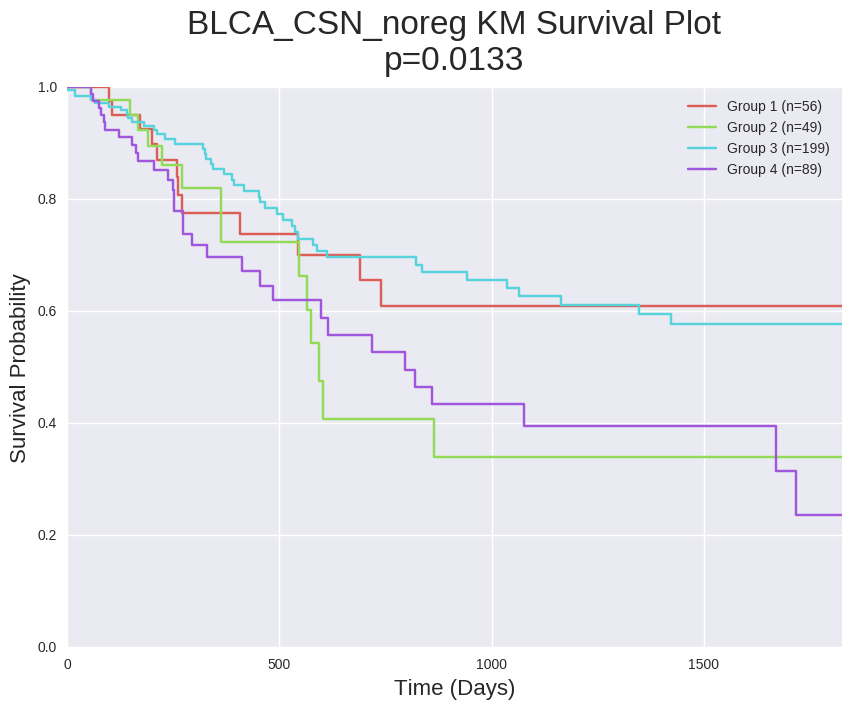 BLCA_CSN_noreg KM Survival Plot
p=0.0133
Group 1 (n=56)
Group 2 (n=49)
Group 3 (n=199)
Group 4 (n=89)
Survival Probability
1.0
0.8
0.6
0.4
0.2
0.0
0 500 1000 1500
Time (Days)